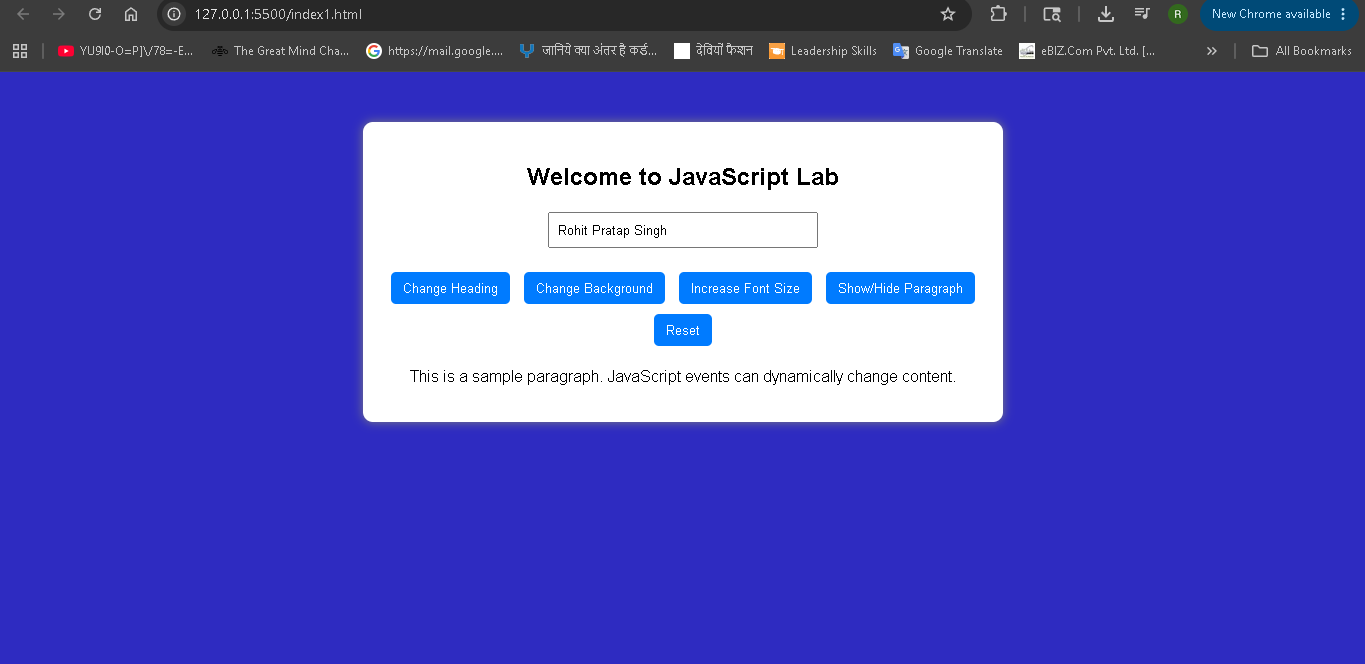 127.0.0.1:5500/index1.html
R
New Chrome available
YU9I0-O=P]\/78=-E...
The Great Mind Cha...
https://mail.google....
जानिये क्या अंतर है कर्ड...
देवियों फैशन
Leadership Skills
Google Translate
eBIZ.Com Pvt. Ltd. [...
»
All Bookmarks
Welcome to JavaScript Lab
Rohit Pratap Singh
Change Heading
Change Background
Increase Font Size
Show/Hide Paragraph
Reset
This is a sample paragraph. JavaScript events can dynamically change content.